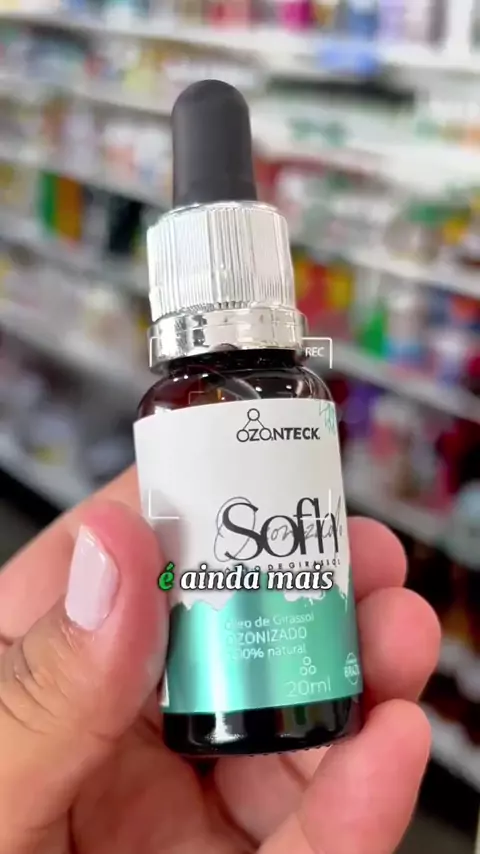 REC
OZONTECK
Sofh
é ainda mais
Óleo de Girassol
OZONIZADO
100% natural
20ml